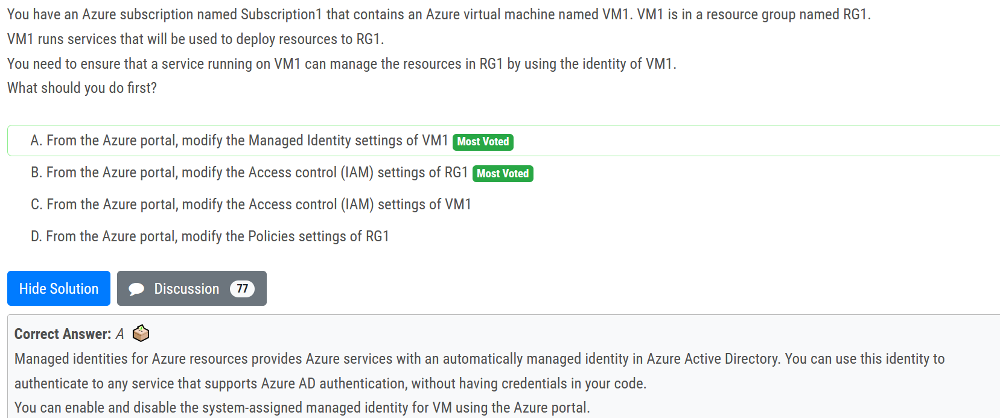 You have an Azure subscription named Subscription1 that contains an Azure virtual machine named VM1. VM1 is in a resource group named RG1.
VM1 runs services that will be used to deploy resources to RG1.
You need to ensure that a service running on VM1 can manage the resources in RG1 by using the identity of VM1.
What should you do first?
A. From the Azure portal, modify the Managed Identity settings of VM1 Most Voted
B. From the Azure portal, modify the Access control (IAM) settings of RG1 Most Voted
C. From the Azure portal, modify the Access control (IAM) settings of VM1
D. From the Azure portal, modify the Policies settings of RG1
Hide Solution Discussion 77
Correct Answer: A
Managed identities for Azure resources provides Azure services with an automatically managed identity in Azure Active Directory. You can use this identity to
authenticate to any service that supports Azure AD authentication, without having credentials in your code.
You can enable and disable the system-assigned managed identity for VM using the Azure portal.